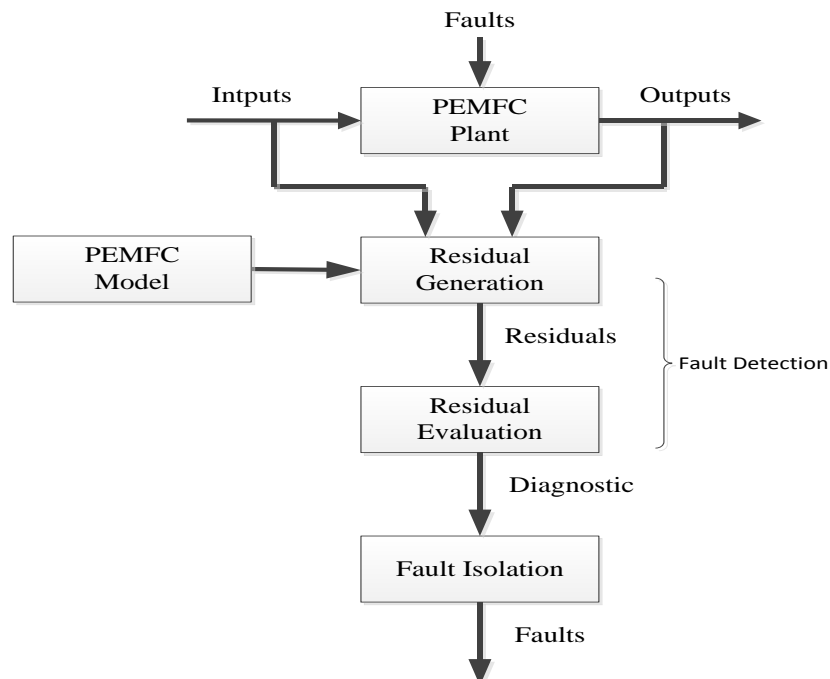 Faults
Intputs
PEMFC
Plant
Outputs
PEMFC
Model
Residual
Generation
Residuals
Fault Detection
Residual
Evaluation
Diagnostic
Fault Isolation
Faults